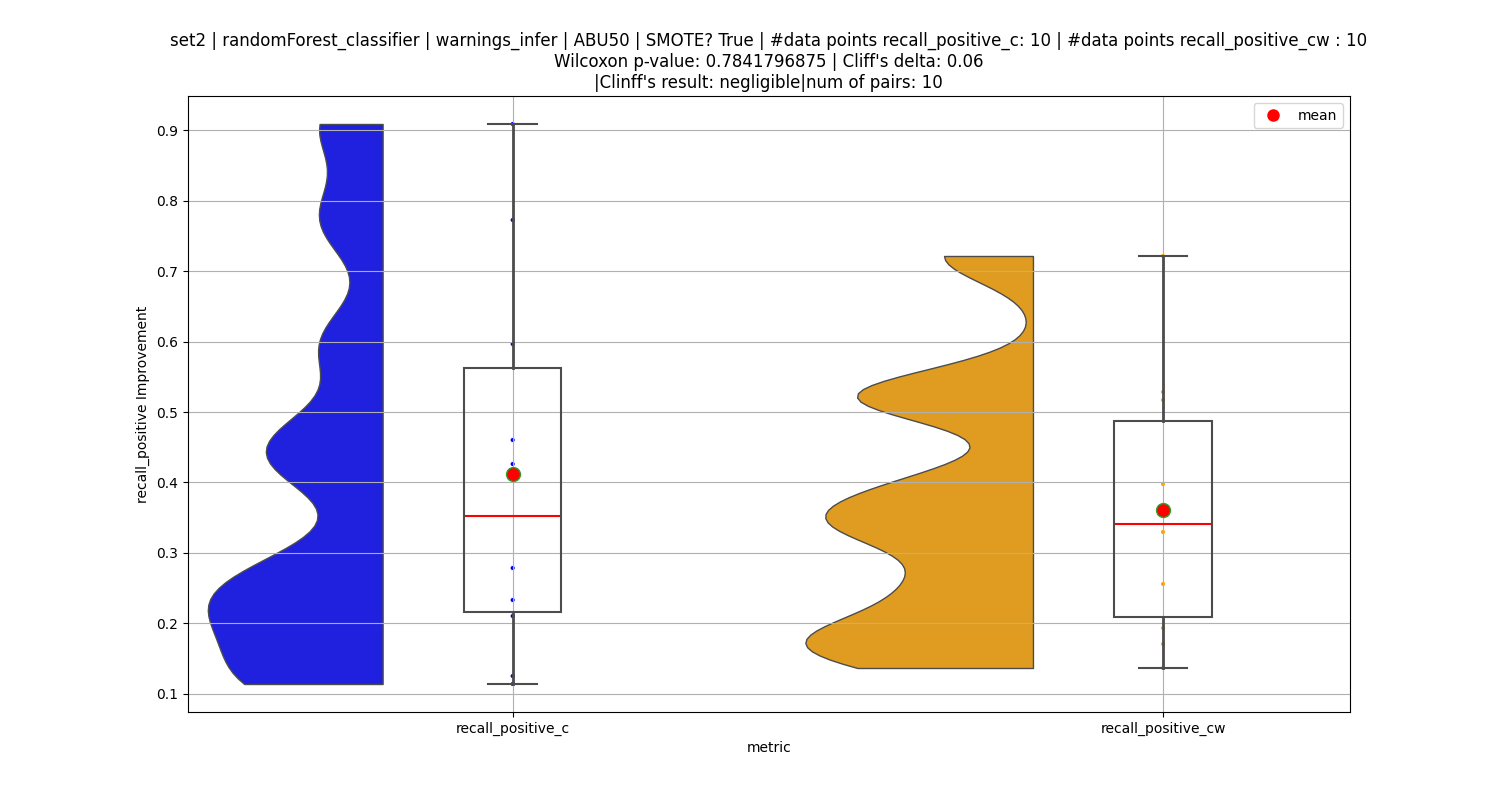 set2 | randomForest_classifier | warnings_infer | ABU50 | SMOTE? True | #data points recall_positive_c: 10 | #data points recall_positive_cw : 10
Wilcoxon p-value: 0.7841796875 | Cliff's delta: 0.06
|Clinff's result: negligible|num of pairs: 10
mean
0.9
0.8
0.7
0.6
0.5
0.4
0.3
0.2
0.1
recall_positive Improvement
recall_positive_c
recall_positive_cw
metric